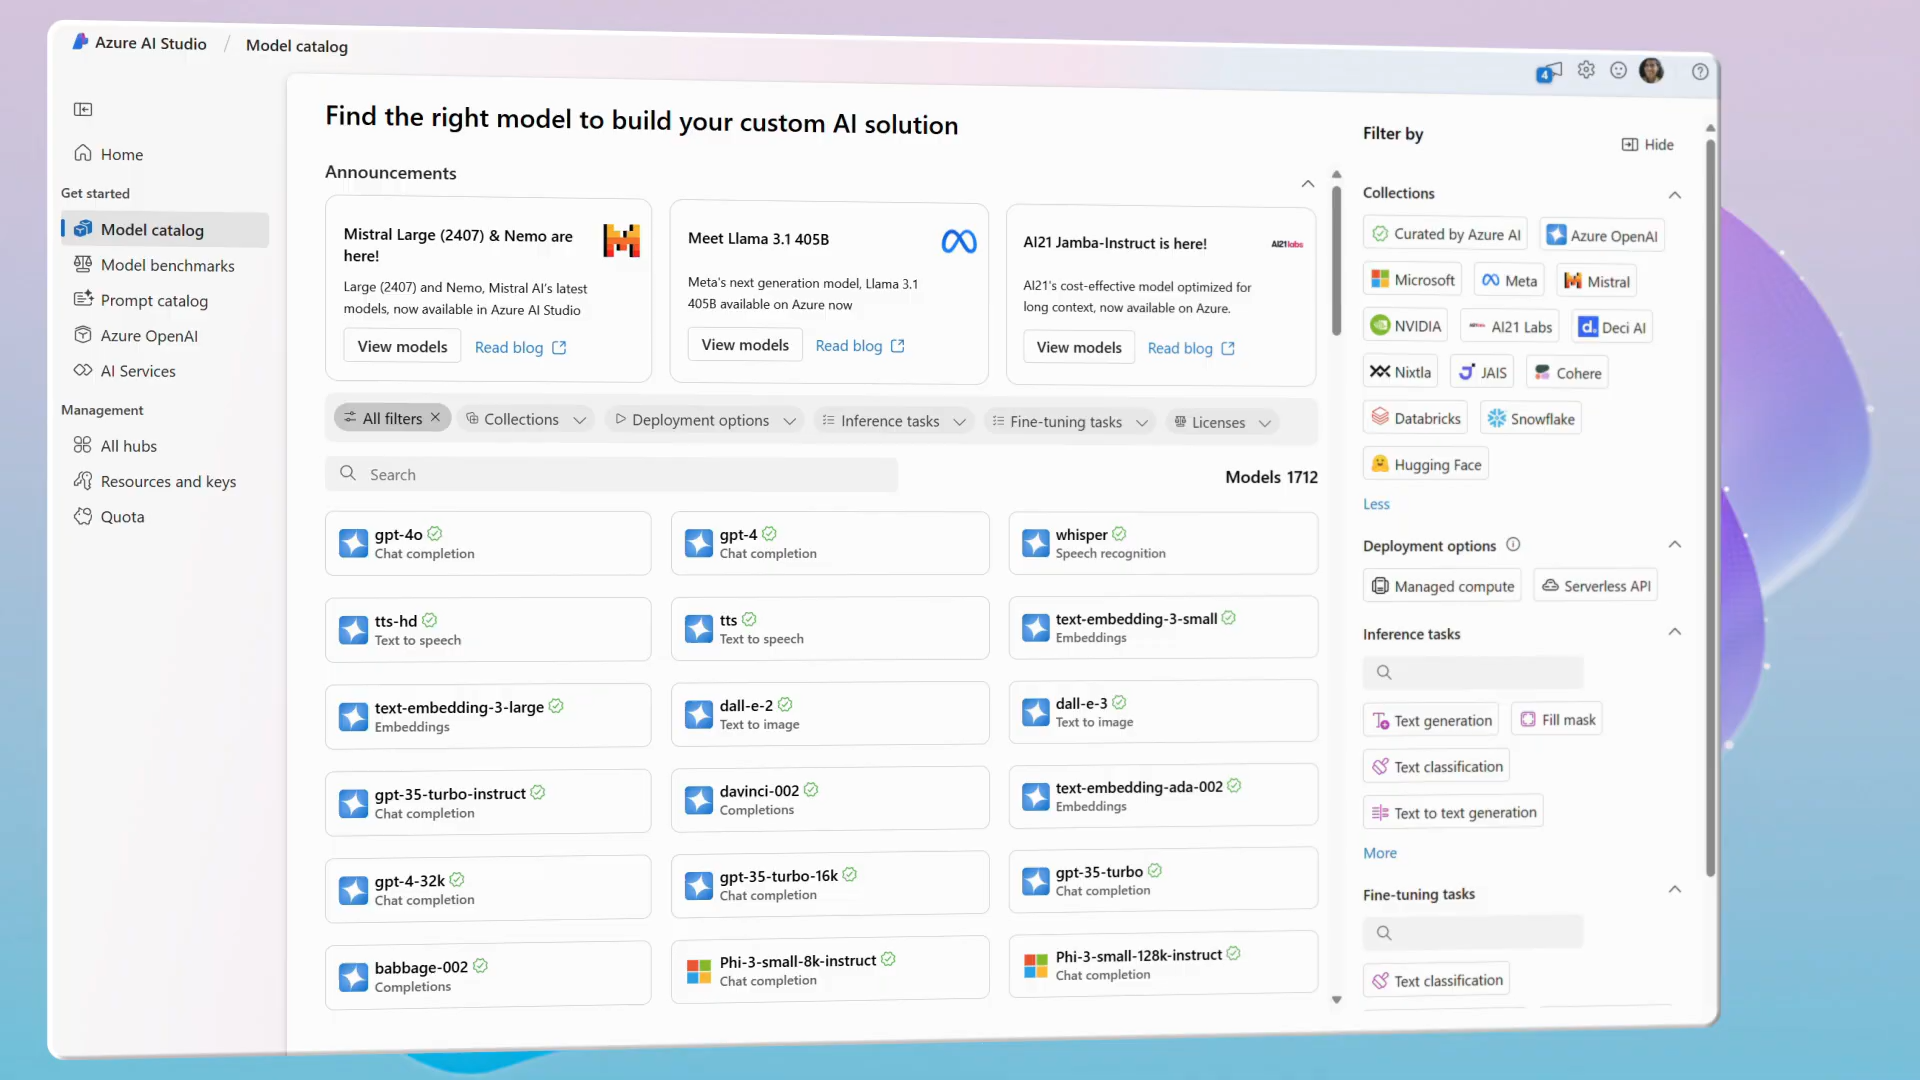 Azure AI Studio / Model catalog
4
Home
Get started
Model catalog
Model benchmarks
Prompt catalog
Azure OpenAI
AI Services
Management
All hubs
Resources and keys
Quota
Find the right model to build your custom AI solution
Announcements
Mistral Large (2407) & Nemo are
here!
Large (2407) and Nemo, Mistral AI's latest
models, now available in Azure AI Studio
View models Read blog
Meet Llama 3.1 405B
Meta's next generation model, Llama 3.1
405B available on Azure now
View models Read blog
AI21 Jamba-Instruct is here!
AI21labs
AI21's cost-effective model optimized for
long context, now available on Azure.
View models Read blog
All filters Collections Deployment options Inference tasks Fine-tuning tasks Licenses
Search
Models 1712
gpt-4o
Chat completion
gpt-4
Chat completion
whisper
Speech recognition
tts-hd
Text to speech
tts
Text to speech
text-embedding-3-small
Embeddings
text-embedding-3-large
Embeddings
dall-e-2
Text to image
dall-e-3
Text to image
gpt-35-turbo-instruct
Chat completion
davinci-002
Completions
text-embedding-ada-002
Embeddings
gpt-4-32k
Chat completion
gpt-35-turbo-16k
Chat completion
gpt-35-turbo
Chat completion
babbage-002
Completions
Phi-3-small-8k-instruct
Chat completion
Phi-3-small-128k-instruct
Chat completion
Filter by
Hide
Collections
Curated by Azure AI Azure OpenAI
Microsoft Meta Mistral
NVIDIA AI21 Labs Deci AI
Nixtla JAIS Cohere
Databricks Snowflake
Hugging Face
Less
Deployment options
Managed compute Serverless API
Inference tasks
Text generation Fill mask
Text classification
Text to text generation
More
Fine-tuning tasks
Text classification